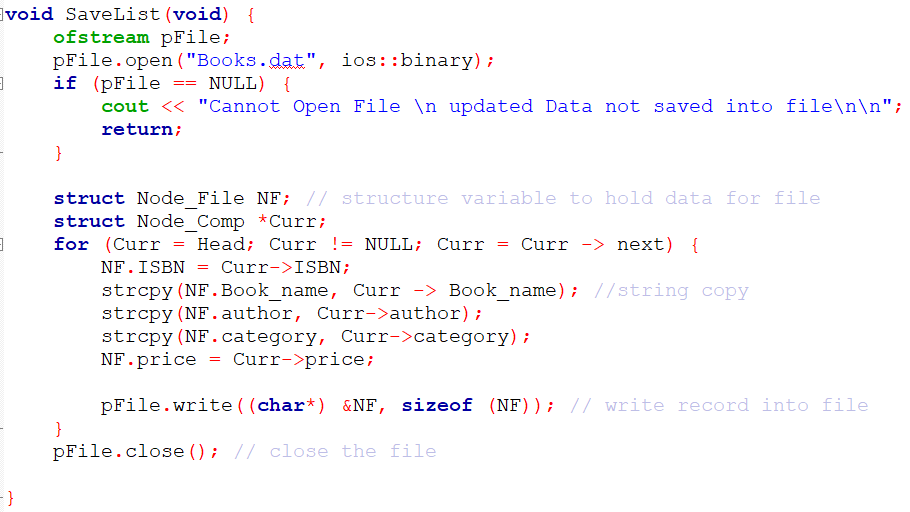 void SaveList(void) {
    ofstream pFile;
    pFile.open("Books.dat", ios::binary);
    if (pFile == NULL) {
        cout << "Cannot Open File \n updated Data not saved into file\n\n";
        return;
    }

    struct Node_File NF; // structure variable to hold data for file
    struct Node_Comp *Curr;
    for (Curr = Head; Curr != NULL; Curr = Curr -> next) {
        NF.ISBN = Curr->ISBN;
        strcpy(NF.Book_name, Curr -> Book_name); //string copy
        strcpy(NF.author, Curr->author);
        strcpy(NF.category, Curr->category);
        NF.price = Curr->price;

        pFile.write((char*) &NF, sizeof (NF)); // write record into file
    }
    pFile.close(); // close the file

}